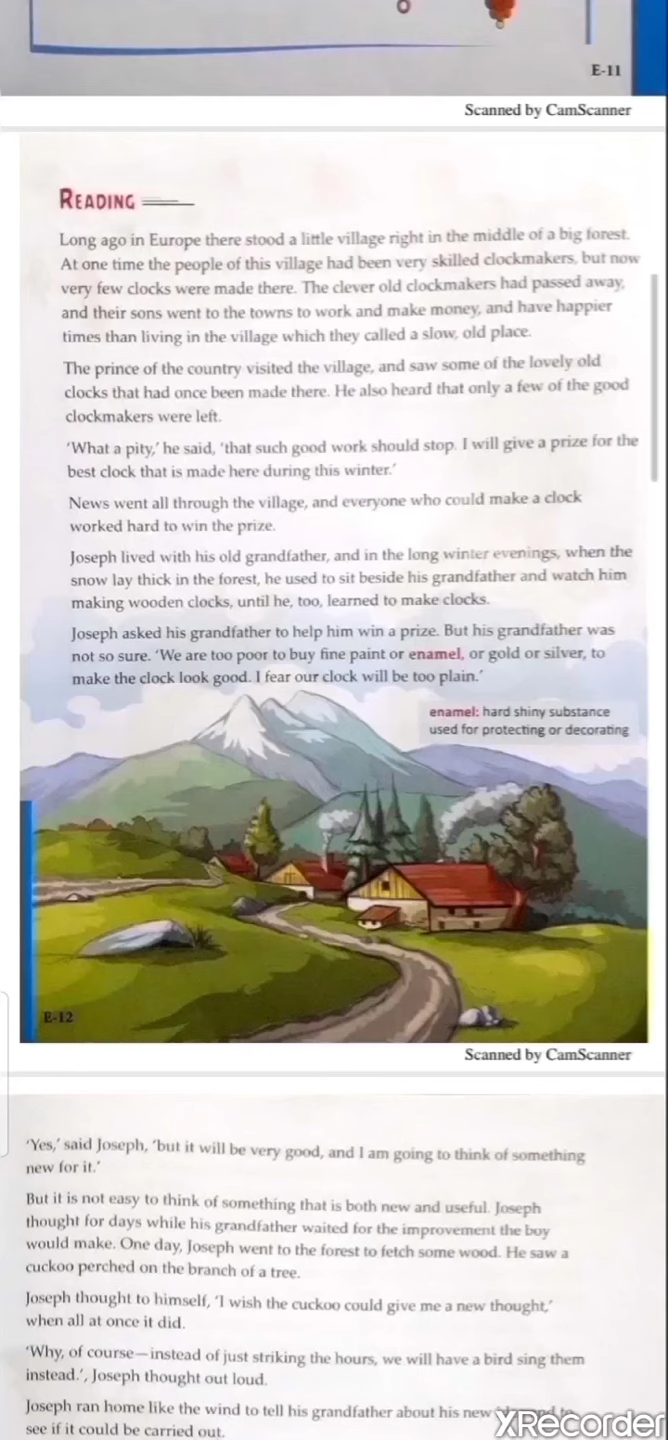 E-11
Scanned by CamScanner
READING
Long ago in Europe there stood a little village right in the middle of a big forest.
At one time the people of this village had been very skilled clockmakers, but now
very few clocks were made there. The clever old clockmakers had passed away,
and their sons went to the towns to work and make money, and have happier
times than living in the village which they called a slow, old place.
The prince of the country visited the village, and saw some of the lovely old
clocks that had once been made there. He also heard that only a few of the good
clockmakers were left.
‘What a pity,’ he said, ‘that such good work should stop. I will give a prize for the
best clock that is made here during this winter.’
News went all through the village, and everyone who could make a clock
worked hard to win the prize.
Joseph lived with his old grandfather, and in the long winter evenings, when the
snow lay thick in the forest, he used to sit beside his grandfather and watch him
making wooden clocks, until he, too, learned to make clocks.
Joseph asked his grandfather to help him win a prize. But his grandfather was
not so sure. ‘We are too poor to buy fine paint or enamel, or gold or silver, to
make the clock look good. I fear our clock will be too plain.’
enamel: hard shiny substance
used for protecting or decorating
E-12
Scanned by CamScanner
‘Yes,’ said Joseph, ‘but it will be very good, and I am going to think of something
new for it.’
But it is not easy to think of something that is both new and useful. Joseph
thought for days while his grandfather waited for the improvement the boy
would make. One day, Joseph went to the forest to fetch some wood. He saw a
cuckoo perched on the branch of a tree.
Joseph thought to himself, ‘I wish the cuckoo could give me a new thought,’
when all at once it did.
‘Why, of course—instead of just striking the hours, we will have a bird sing them
instead.’, Joseph thought out loud.
Joseph ran home like the wind to tell his grandfather about his new
see if it could be carried out.
XRecorder